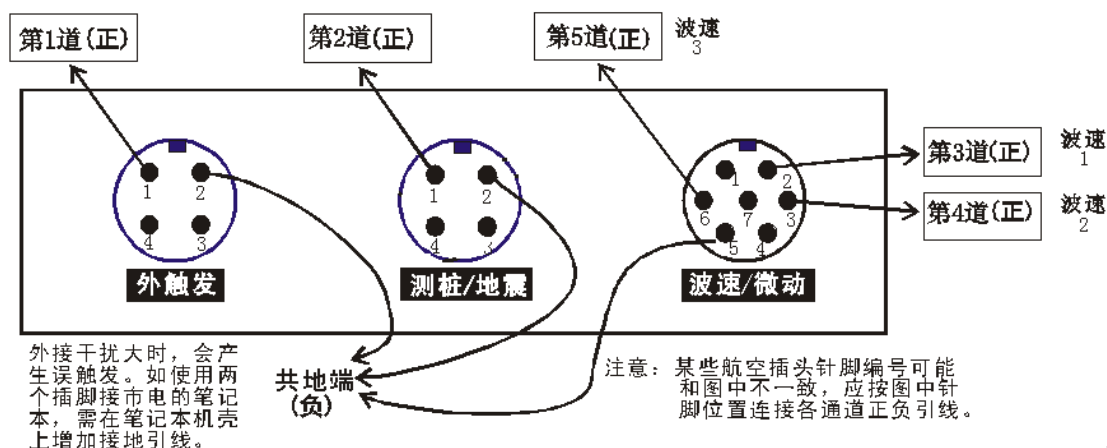 第1道(正)
第2道(正)
第5道(正)
波速
3
第3道(正)
波速
1
第4道(正)
波速
2
1
2
4
3
外触发
1
2
4
3
测桩/地震
1
2
6
7
3
5
4
波速/微动
外接干扰大时，会产
生误触发。如使用两
个插脚接市电的笔记
本，需在笔记本机壳
上增加接地引线。
共地端
(负)
注意：某些航空插头针脚编号可能
和图中不一致，应按图中针
脚位置连接各通道正负引线。